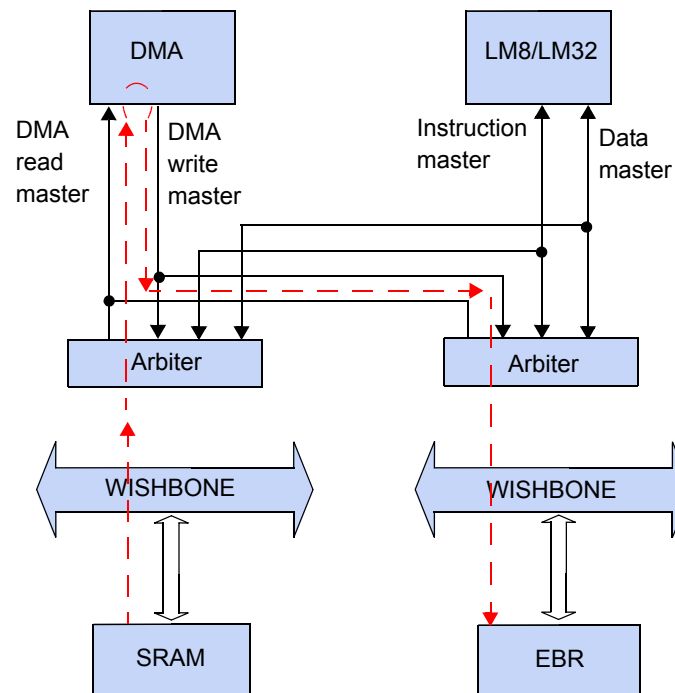 DMA
LM8/LM32
DMA
read
master
DMA
write
master
Instruction
master
Data
master
Arbiter
Arbiter
WISHBONE
WISHBONE
SRAM
EBR